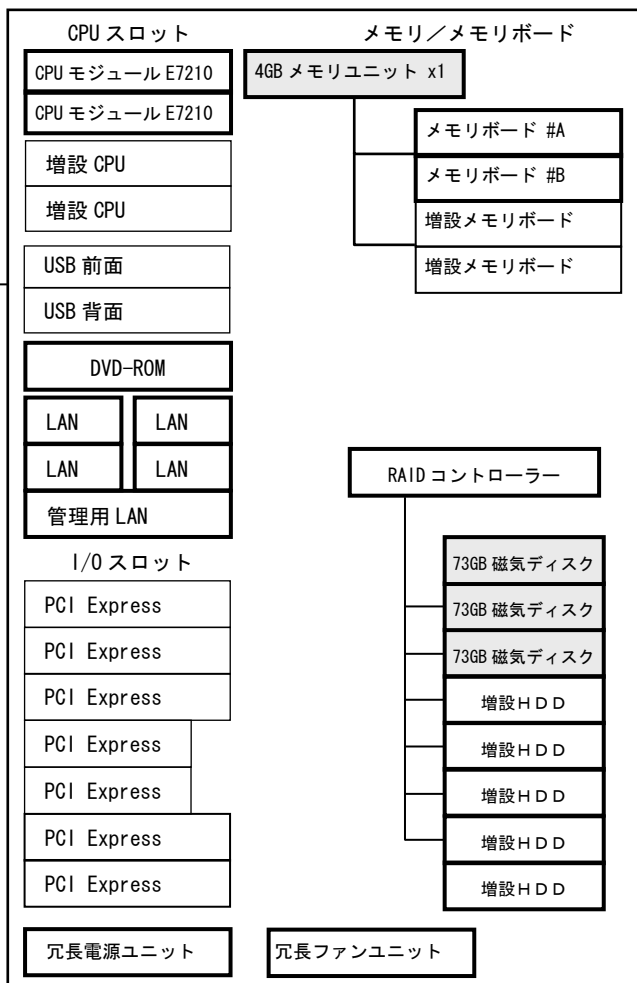 CPU スロット
CPU モジュール E7210
CPU モジュール E7210
増設 CPU
増設 CPU
USB 前面
USB 背面
DVD-ROM
LAN LAN
LAN LAN
管理用 LAN
I/O スロット
PCI Express
PCI Express
PCI Express
PCI Express
PCI Express
PCI Express
PCI Express
冗長電源ユニット
メモリ／メモリボード
4GB メモリユニット x1
メモリボード #A
メモリボード #B
増設メモリボード
増設メモリボード
RAID コントローラー
73GB 磁気ディスク
73GB 磁気ディスク
73GB 磁気ディスク
増設ＨＤＤ
増設ＨＤＤ
増設ＨＤＤ
増設ＨＤＤ
増設ＨＤＤ
冗長ファンユニット